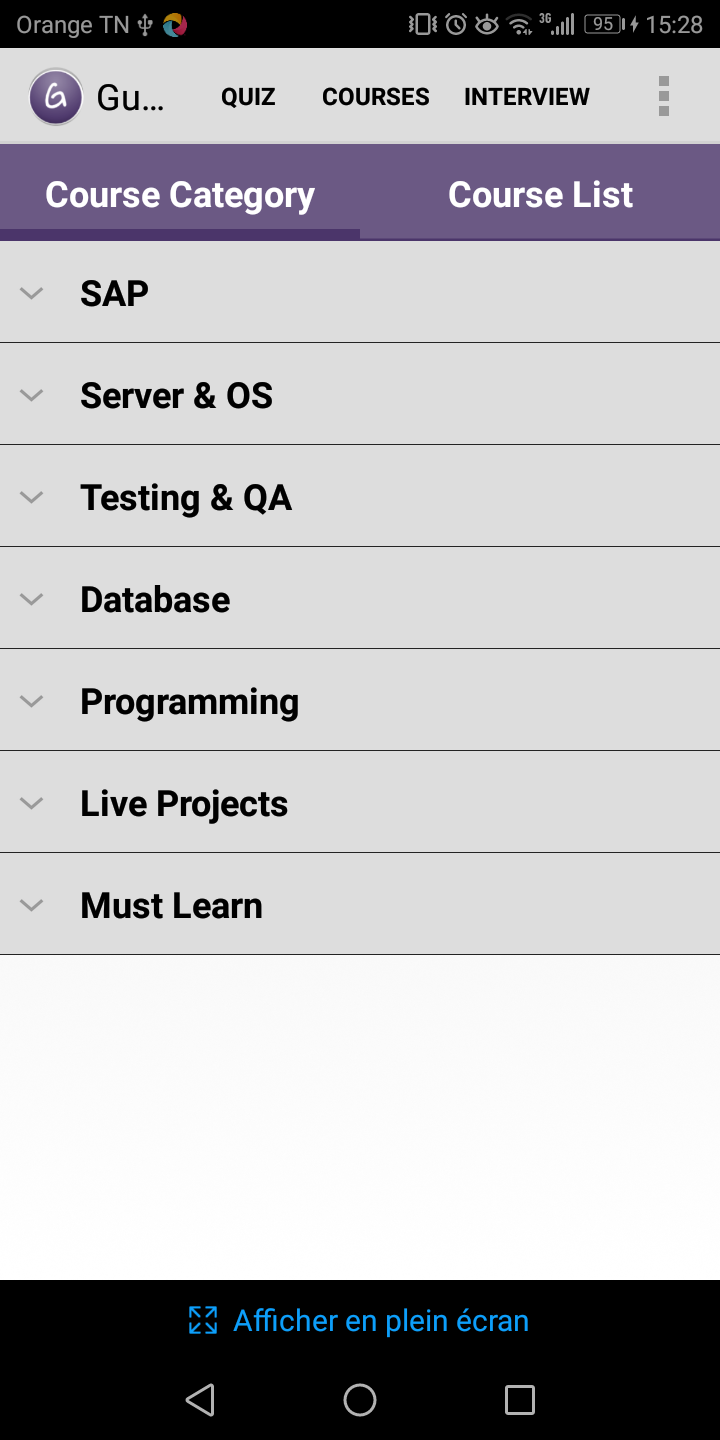 Orange TN 3G 95 15:28
Gu... QUIZ COURSES INTERVIEW
Course Category Course List
SAP
Server & OS
Testing & QA
Database
Programming
Live Projects
Must Learn
Afficher en plein écran